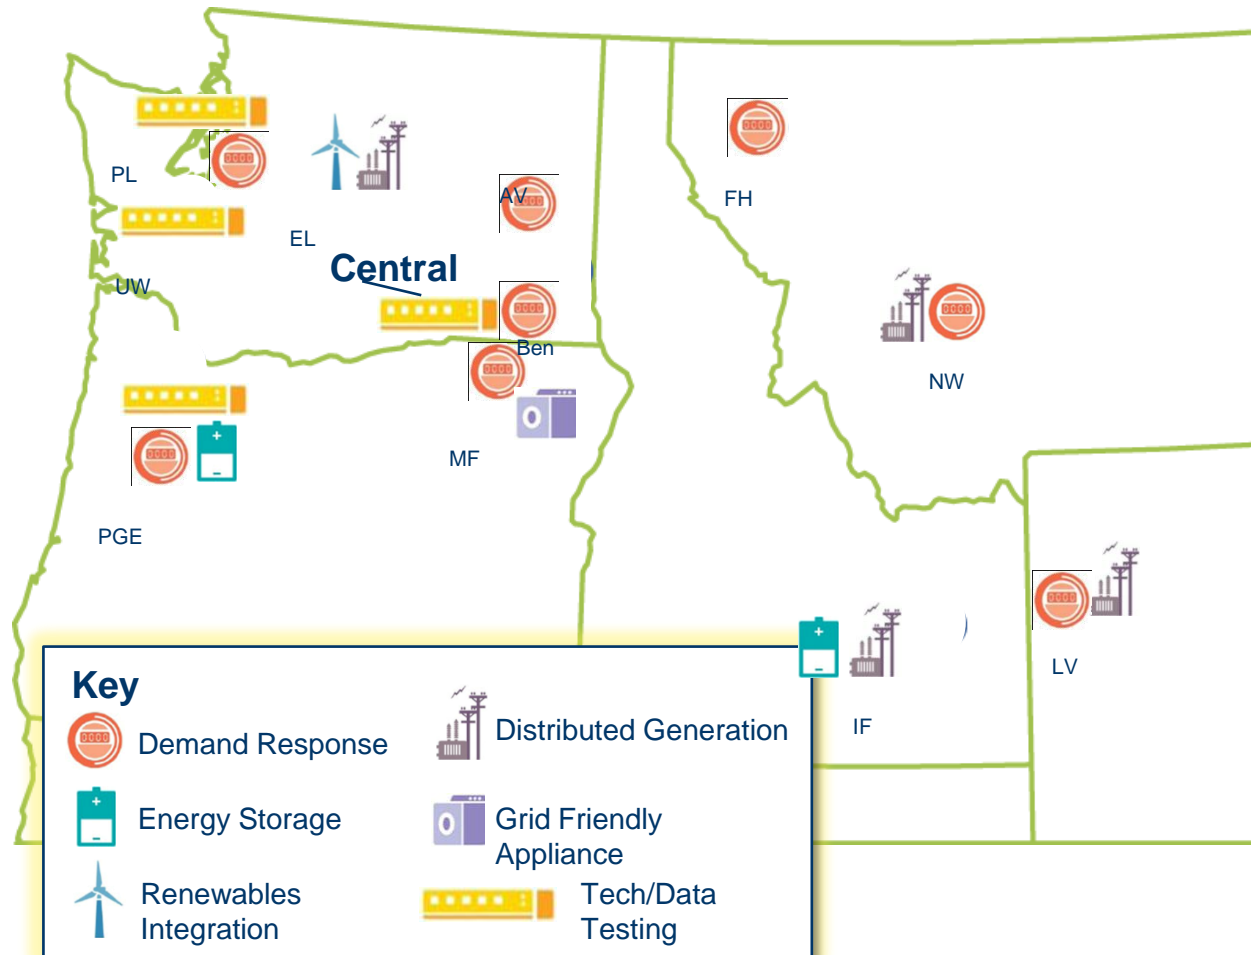 PL
AV
FH
EL
Central
UW
Ben
NW
MF
PGE
LV
IF
Key
Demand Response
Distributed Generation
Energy Storage
Grid Friendly
Appliance
Renewables
Integration
Tech/Data
Testing